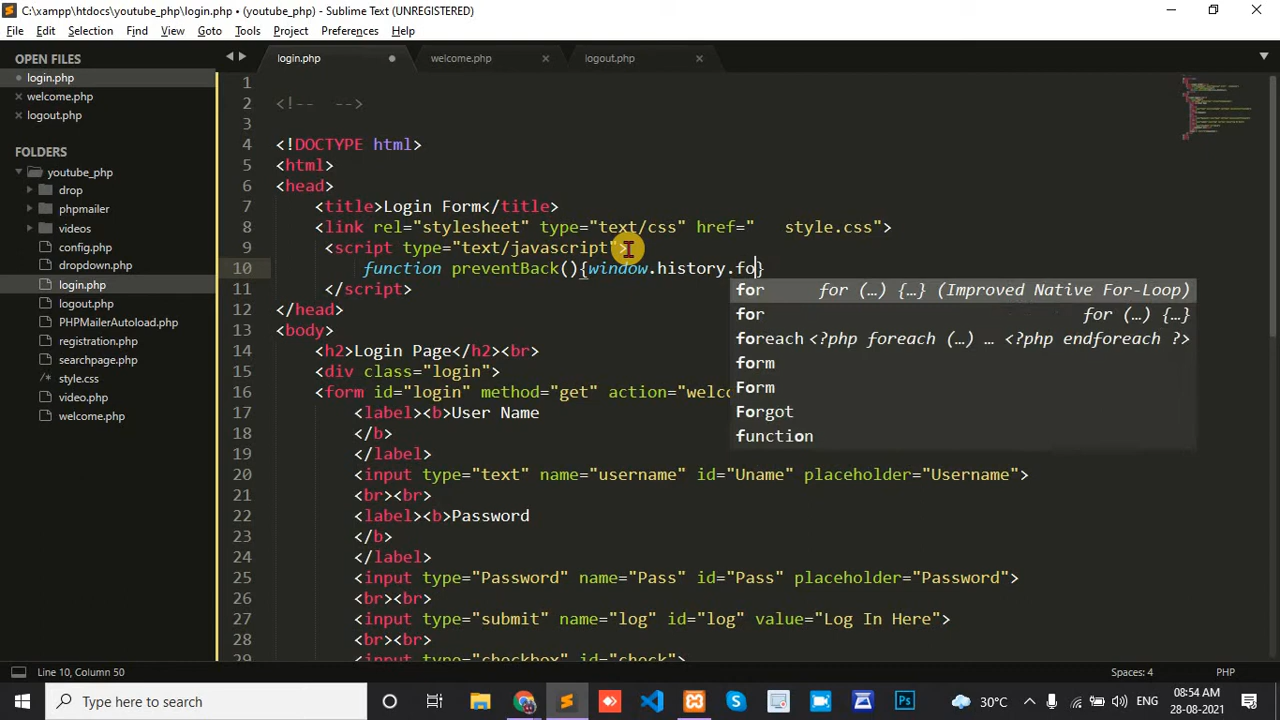 C:\xampp\htdocs\youtube_php\login.php • (youtube_php) - Sublime Text (UNREGISTERED)
File Edit Selection Find View Goto Tools Project Preferences Help
OPEN FILES
login.php
welcome.php
logout.php
FOLDERS
youtube_php
drop
phpmailer
video
config.php
dropdown.php
login.php
logout.php
PHPMailerAutoload.php
registration.php
searchpage.php
style.css
video.php
welcome.php
login.php welcome.php logout.php
1
2 <!-- -->
3
4 <!DOCTYPE html>
5 <html>
6 <head>
7 <title>Login Form</title>
8 <link rel="stylesheet" type="text/css" href=" style.css">
9 <script type="text/javascript">
10 function preventBack(){window.history.fo}
11 </script>
12 </head>
13 <body>
14 <h2>Login Page</h2><br>
15 <div class="login">
16 <form id="login" method="get" action="welco
17 <label><b>User Name
18 </b>
19 </label>
20 <input type="text" name="username" id="Uname" placeholder="Username">
21 <br><br>
22 <label><b>Password
23 </b>
24 </label>
25 <input type="Password" name="Pass" id="Pass" placeholder="Password">
26 <br><br>
27 <input type="submit" name="log" id="log" value="Log In Here">
28 <br><br>
29 <input type="checkbox" id="check">
for for (…) {…} (Improved Native For-Loop)
for for (…) {…}
foreach <?php foreach (…) … <?php endforeach ?>
form
Form
Forgot
function
Line 10, Column 50 Spaces: 4 PHP
Type here to search
Ps
30°C
ENG
08:54 AM
28-08-2021